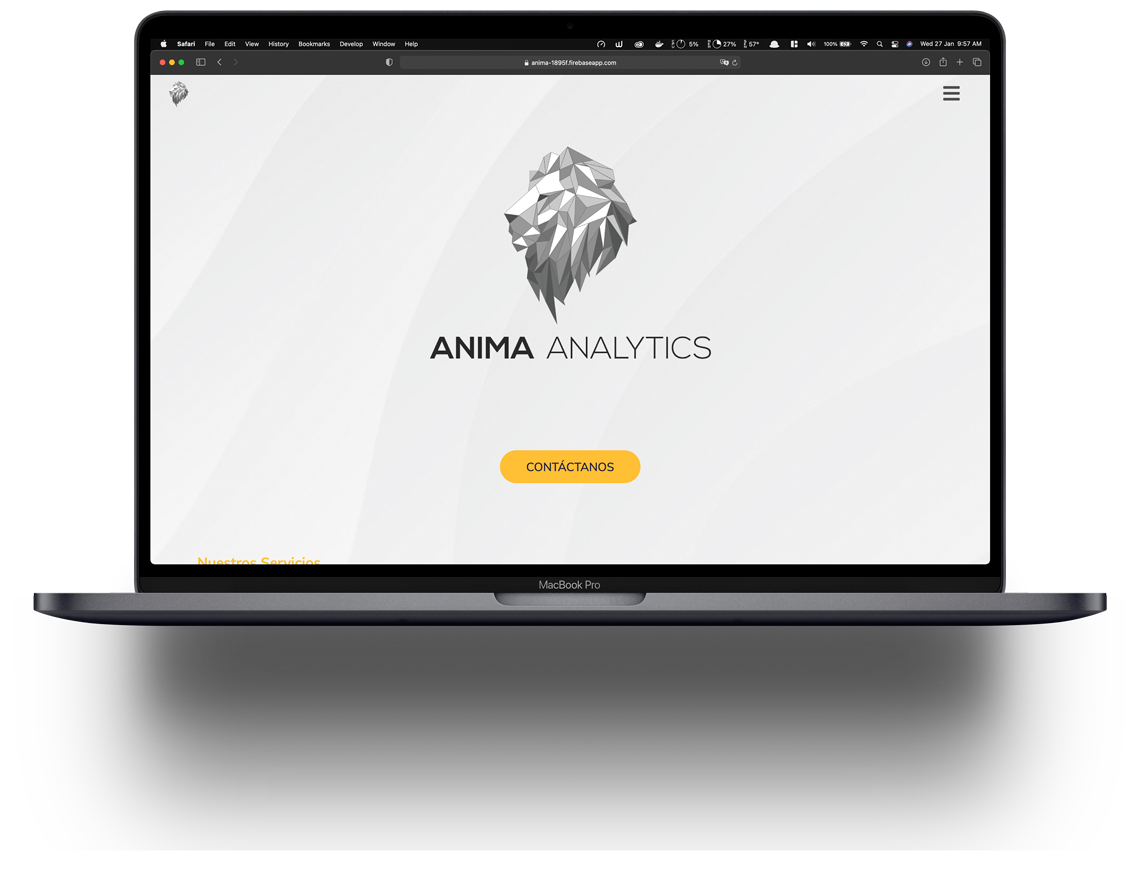 Safari File Edit View History Bookmarks Develop Window Help 5% 27% 57° 100% Wed 27 Jan 9:57 AM
anima-1895f.firebaseapp.com
ANIMA ANALYTICS
CONTÁCTANOS
Nuestros Servicios
MacBook Pro